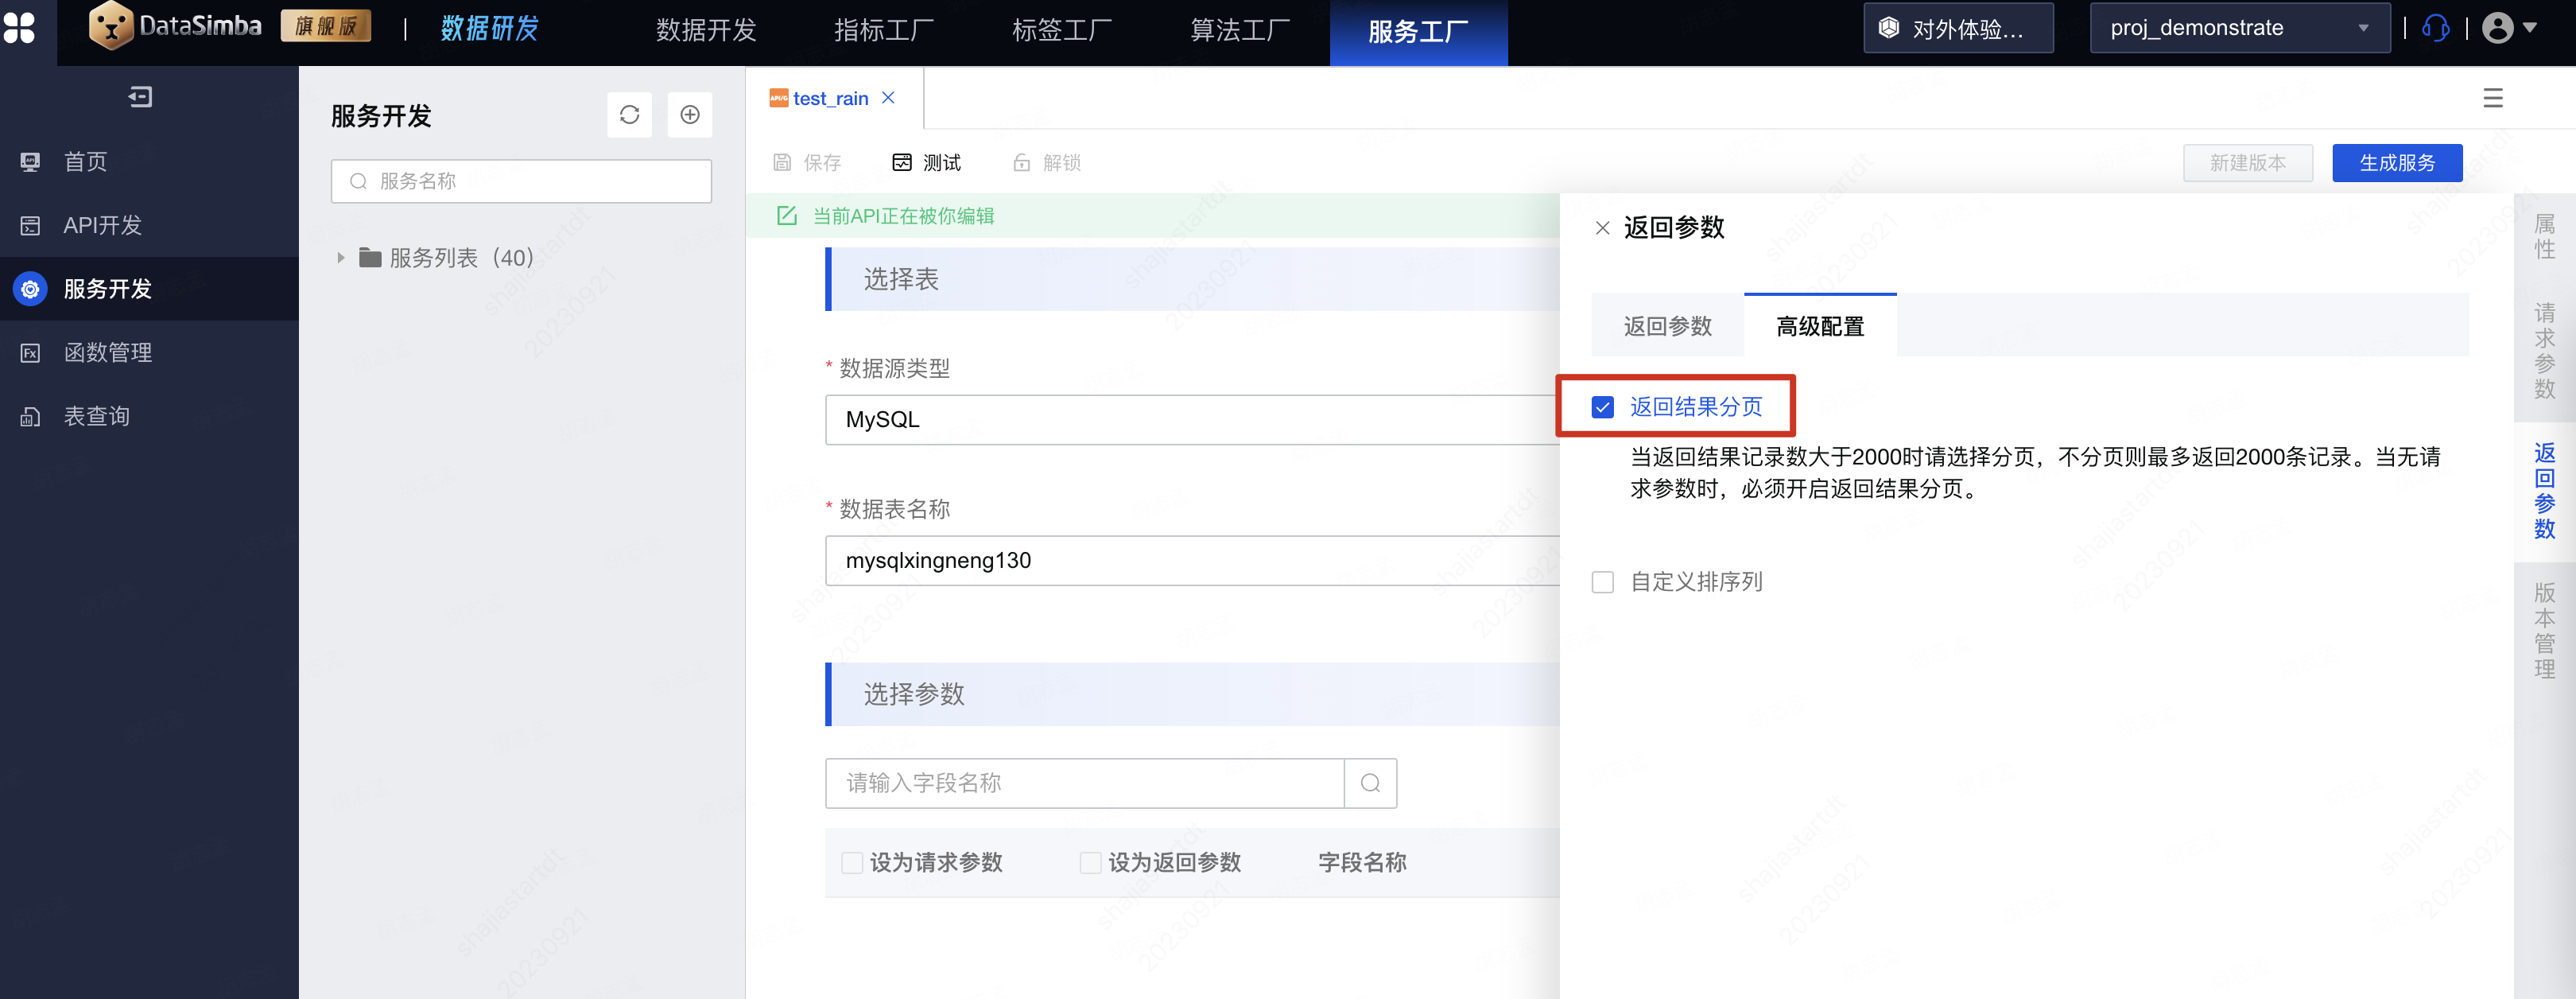 DataSimba 旗舰版 | 数据研发 数据开发 指标工厂 标签工厂 算法工厂 服务工厂 对外体验... proj_demonstrate
首页
API开发
服务开发
函数管理
表查询
服务开发
服务名称
服务列表（40）
test_rain
保存 测试 解锁 新建版本 生成服务
当前API正在被你编辑
选择表
* 数据源类型
MySQL
* 数据表名称
mysqlxingneng130
选择参数
请输入字段名称
设为请求参数 设为返回参数 字段名称
返回参数
返回参数 高级配置
返回结果分页
当返回结果记录数大于2000时请选择分页，不分页则最多返回2000条记录。当无请
求参数时，必须开启返回结果分页。
自定义排序列
属性
请求参数
返回参数
版本管理
shajiastartdt
20230921